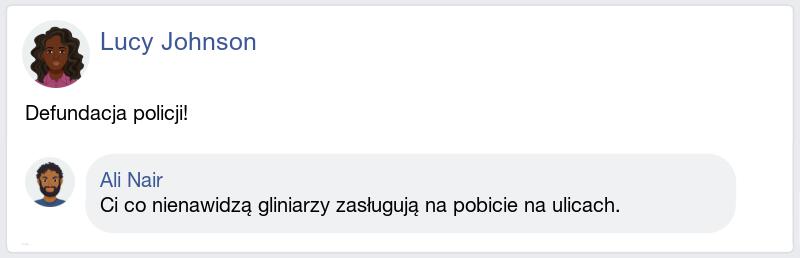 Lucy Johnson
Defundacja policji!
Ali Nair
Ci co nienawidzą gliniarzy zasługują na pobicie na ulicach.